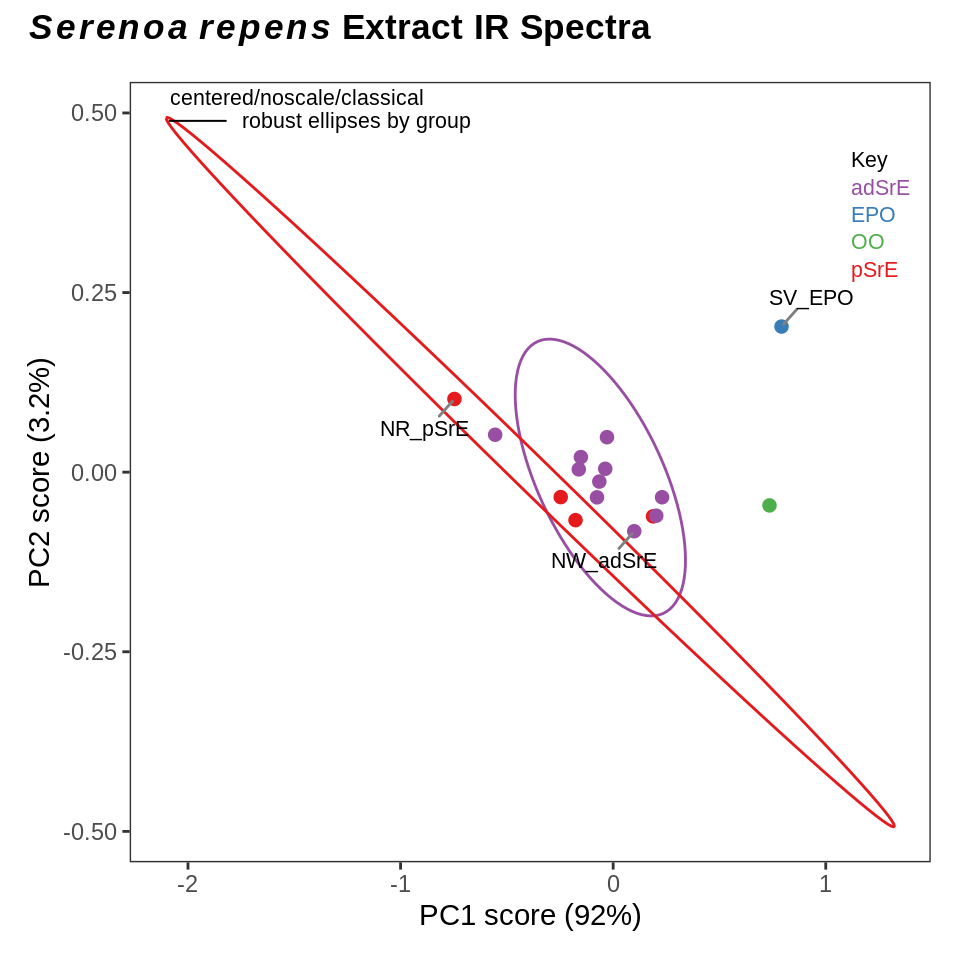 Serenoa repens Extract IR Spectra
centered/noscale/classical
robust ellipses by group
Key
adSrE
EPO
OO
pSrE
SV_EPO
NR_pSrE
NW_adSrE
0.50
0.25
0.00
-0.25
-0.50
PC2 score (3.2%)
-2 -1 0 1
PC1 score (92%)